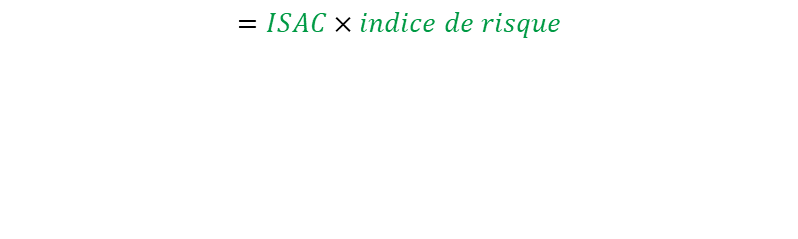 = ISAC × indice de risque